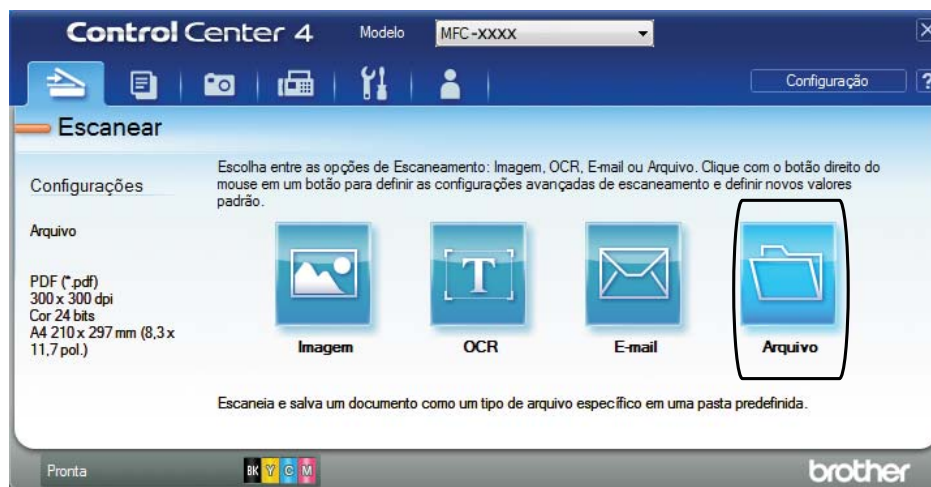 Control Center 4 Modelo MFC-XXXX
Configuração ?
Escanear
Configurações
Arquivo
PDF (*.pdf)
300 x 300 dpi
Cor 24 bits
A4 210 x 297 mm (8,3 x
11,7 pol.)
Escolha entre as opções de Escaneamento: Imagem, OCR, E-mail ou Arquivo. Clique com o botão direito do
mouse em um botão para definir as configurações avançadas de escaneamento e definir novos valores
padrão.
T
Imagem OCR E-mail Arquivo
Escaneia e salva um documento como um tipo de arquivo específico em uma pasta predefinida.
Pronta BK Y C M brother